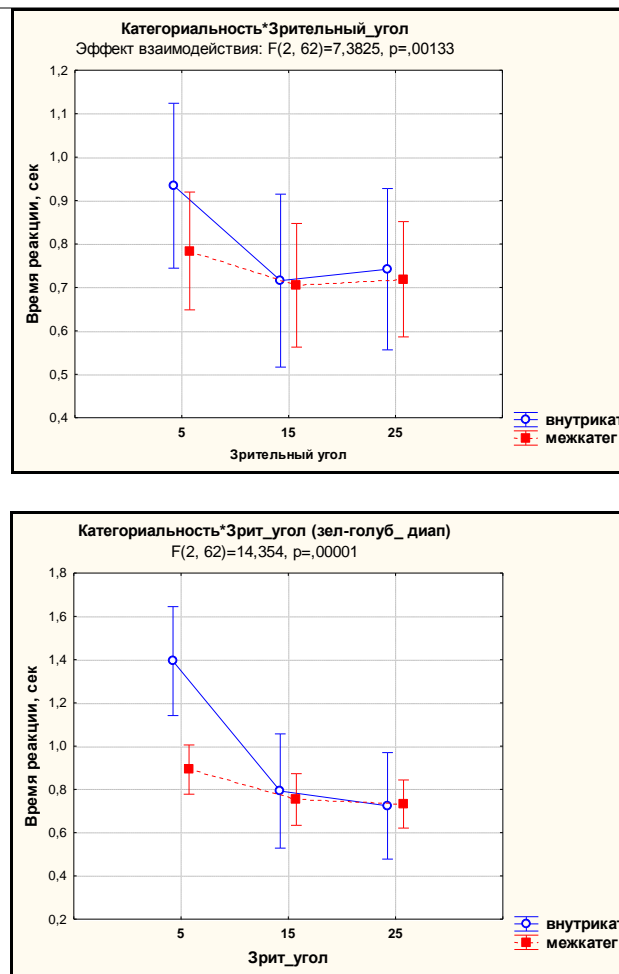 Категориальность*Зрительный_угол
Эффект взаимодействия: F(2, 62)=7,3825, p=,00133
1,2
1,1
1,0
0,9
0,8
0,7
0,6
0,5
0,4
Время реакции, сек
5 15 25
Зрительный угол
внутрикат
межкатег
Категориальность*Зрит_угол (зел-голуб_ диап)
F(2, 62)=14,354, p=,00001
1,8
1,6
1,4
1,2
1,0
0,8
0,6
0,4
0,2
Время реакции, сек
5 15 25
Зрит_угол
внутрикат
межкатег